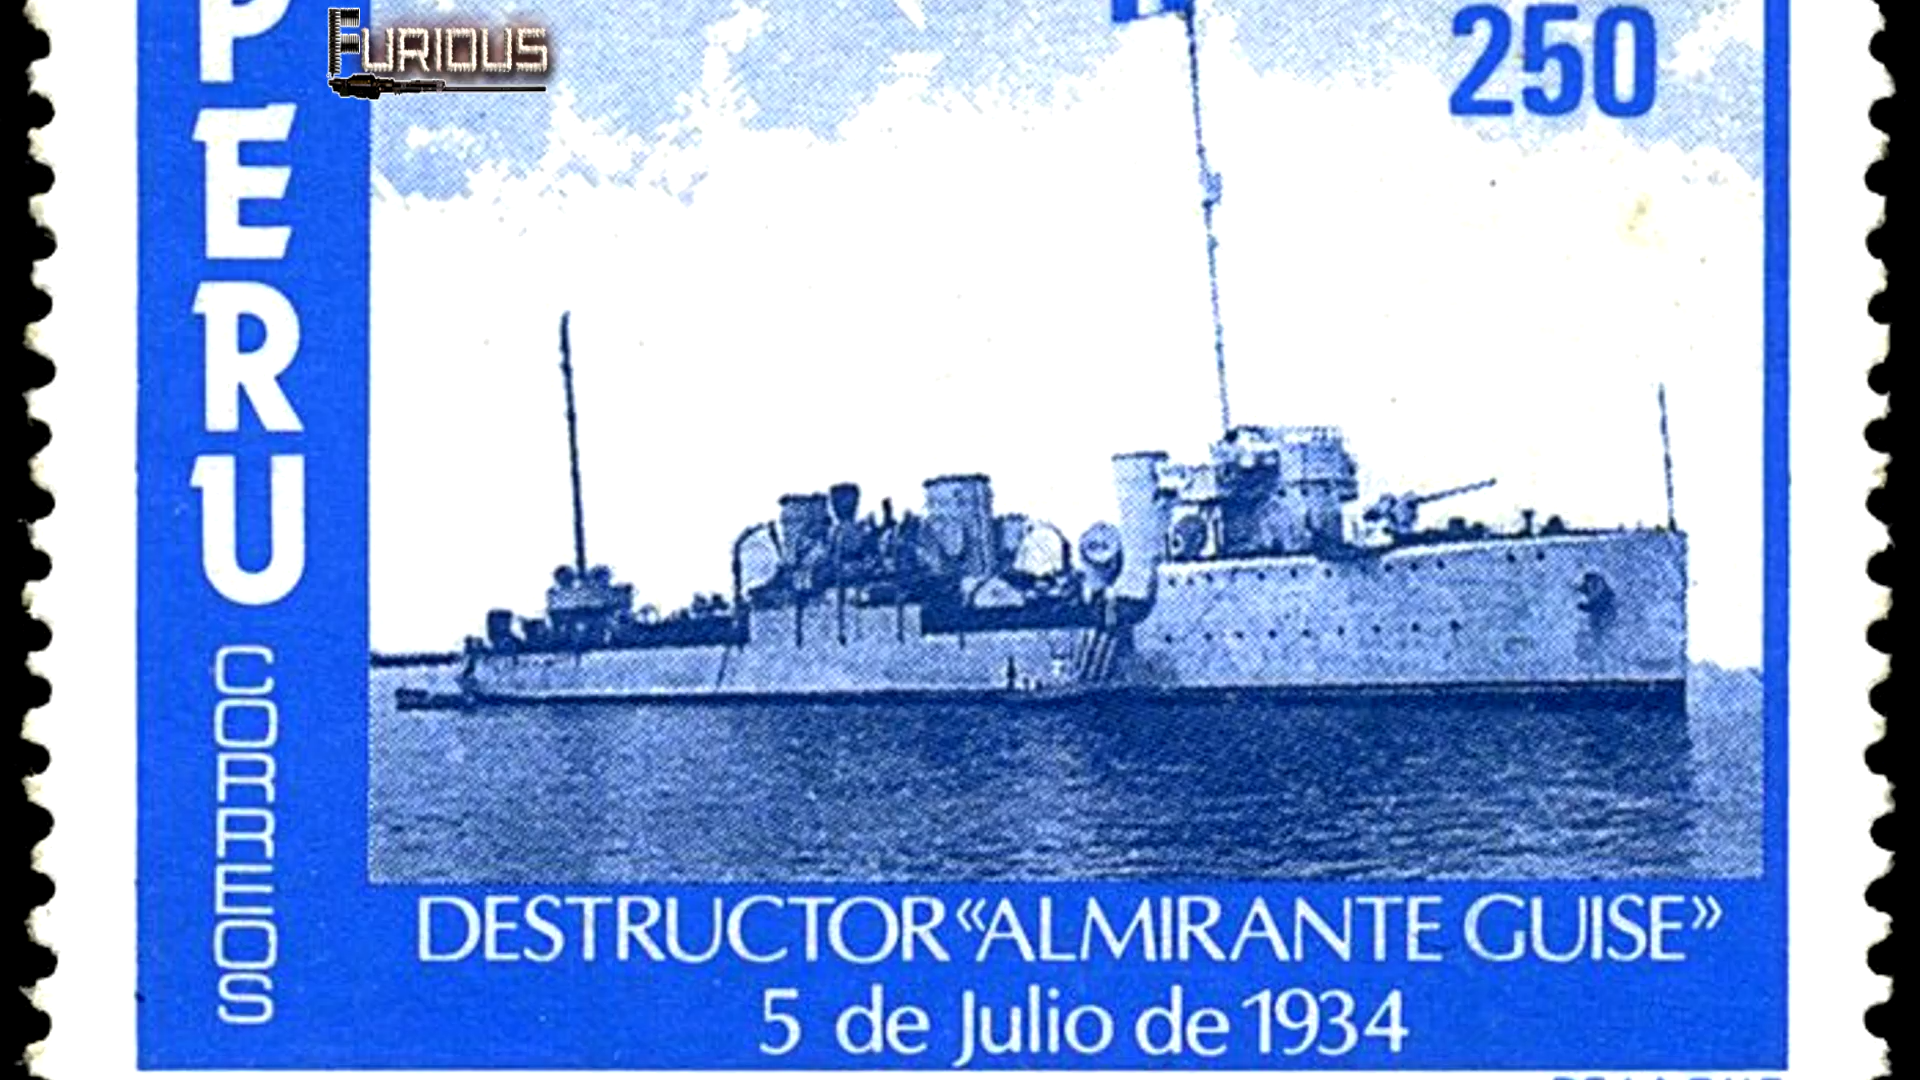 PERU
CORREOS
FURIOUS
250
DESTRUCTOR «ALMIRANTE GUISE»
5 de Julio de 1934